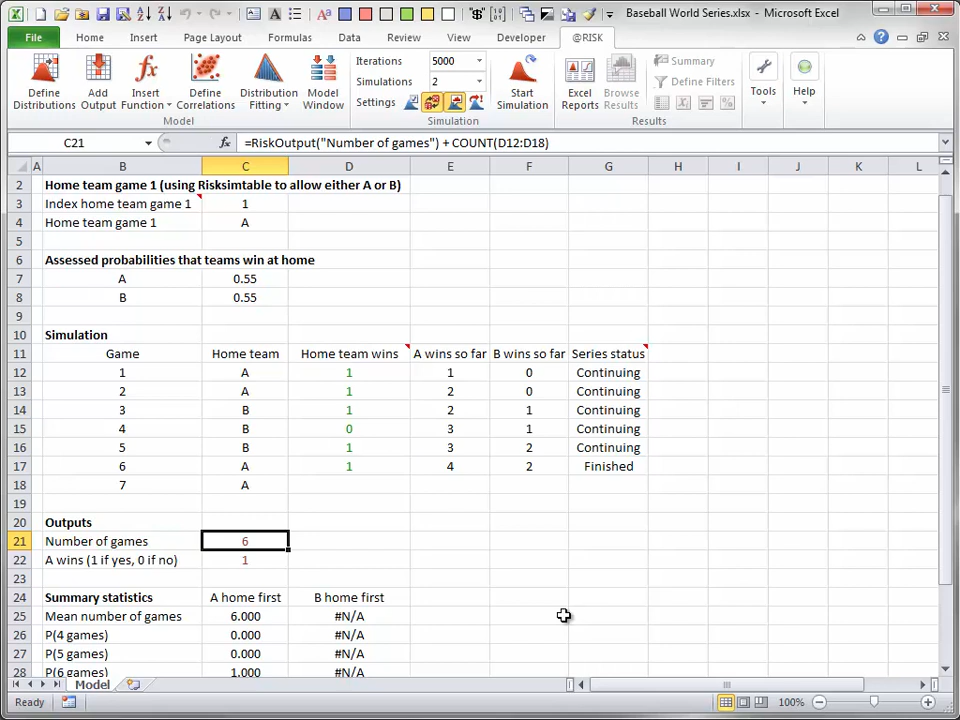 Baseball World Series.xlsx - Microsoft Excel
File Home Insert Page Layout Formulas Data Review View Developer @RISK
Define Distributions
Add Output
Insert Function
Define Correlations
Distribution Fitting
Model Window
Model
Iterations 5000
Simulations 2
Settings
Start Simulation
Simulation
Excel Reports
Browse Results
Summary
Define Filters
Results
Tools
Help
C21 fx =RiskOutput("Number of games") + COUNT(D12:D18)
A B C D E F G H I J K L
2 Home team game 1 (using Risksimtable to allow either A or B)
3 Index home team game 1 1
4 Home team game 1 A
5
6 Assessed probabilities that teams win at home
7 A 0.55
8 B 0.55
9
10 Simulation
11 Game Home team Home team wins A wins so far B wins so far Series status
12 1 A 1 1 0 Continuing
13 2 A 1 2 0 Continuing
14 3 B 1 2 1 Continuing
15 4 B 0 3 1 Continuing
16 5 B 1 3 2 Continuing
17 6 A 1 4 2 Finished
18 7 A
19
20 Outputs
21 Number of games 6
22 A wins (1 if yes, 0 if no) 1
23
24 Summary statistics A home first B home first
25 Mean number of games 6.000 #N/A
26 P(4 games) 0.000 #N/A
27 P(5 games) 0.000 #N/A
28 P(6 games) 1.000 #N/A
Model
Ready 100%